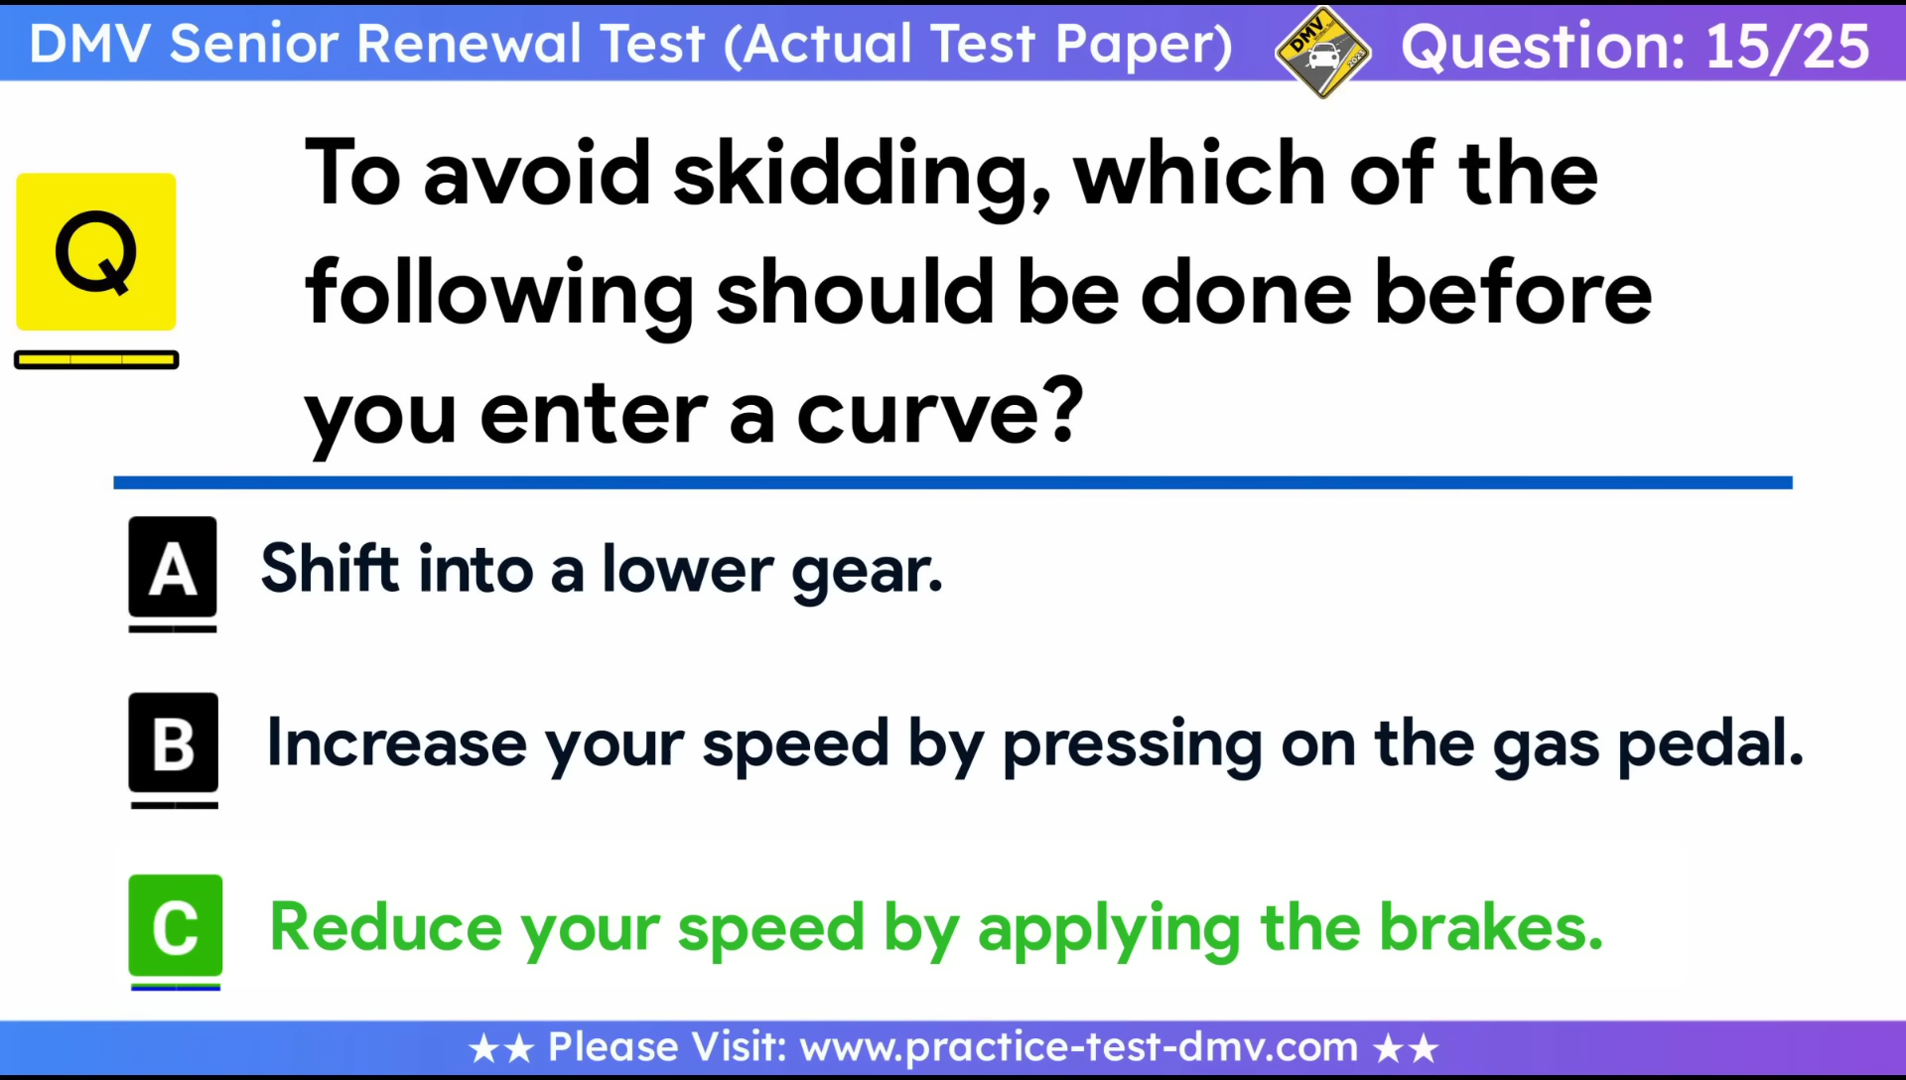 DMV Senior Renewal Test (Actual Test Paper)
DMV
2023
Question: 15/25
Q
To avoid skidding, which of the
following should be done before
you enter a curve?
A Shift into a lower gear.
B Increase your speed by pressing on the gas pedal.
C Reduce your speed by applying the brakes.
★★ Please Visit: www.practice-test-dmv.com ★★